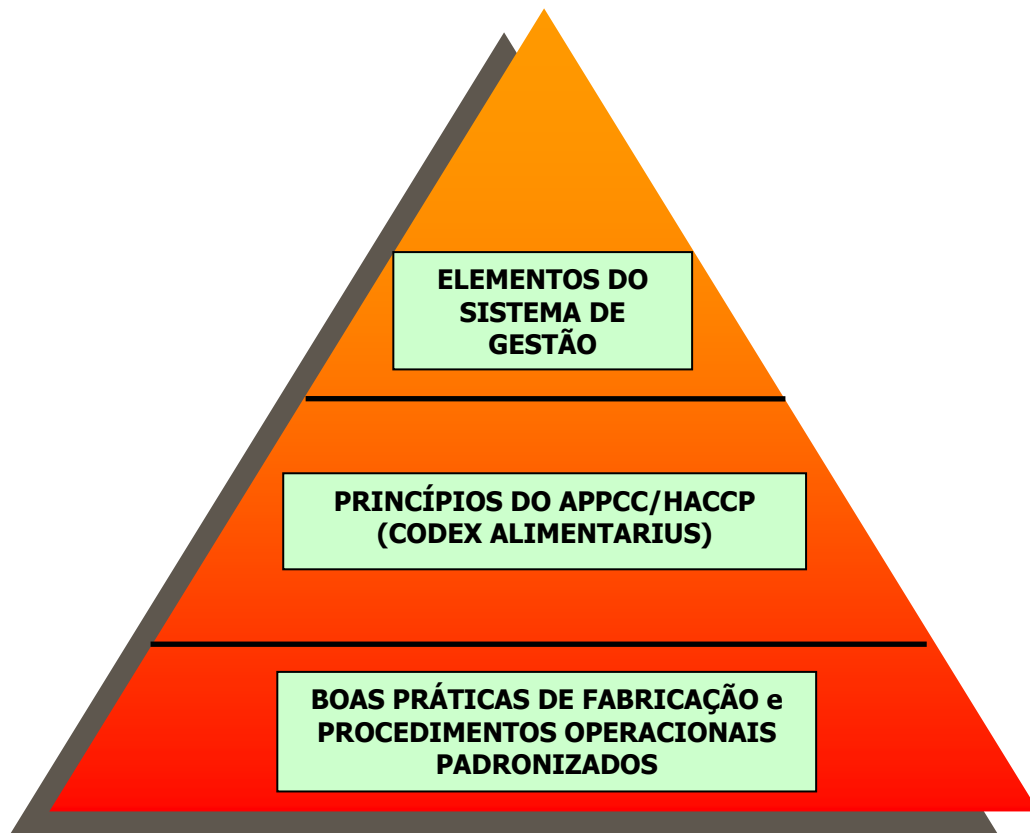 ELEMENTOS DO
SISTEMA DE
GESTÃO
PRINCÍPIOS DO APPCC/HACCP
(CODEX ALIMENTARIUS)
BOAS PRÁTICAS DE FABRICAÇÃO e
PROCEDIMENTOS OPERACIONAIS
PADRONIZADOS